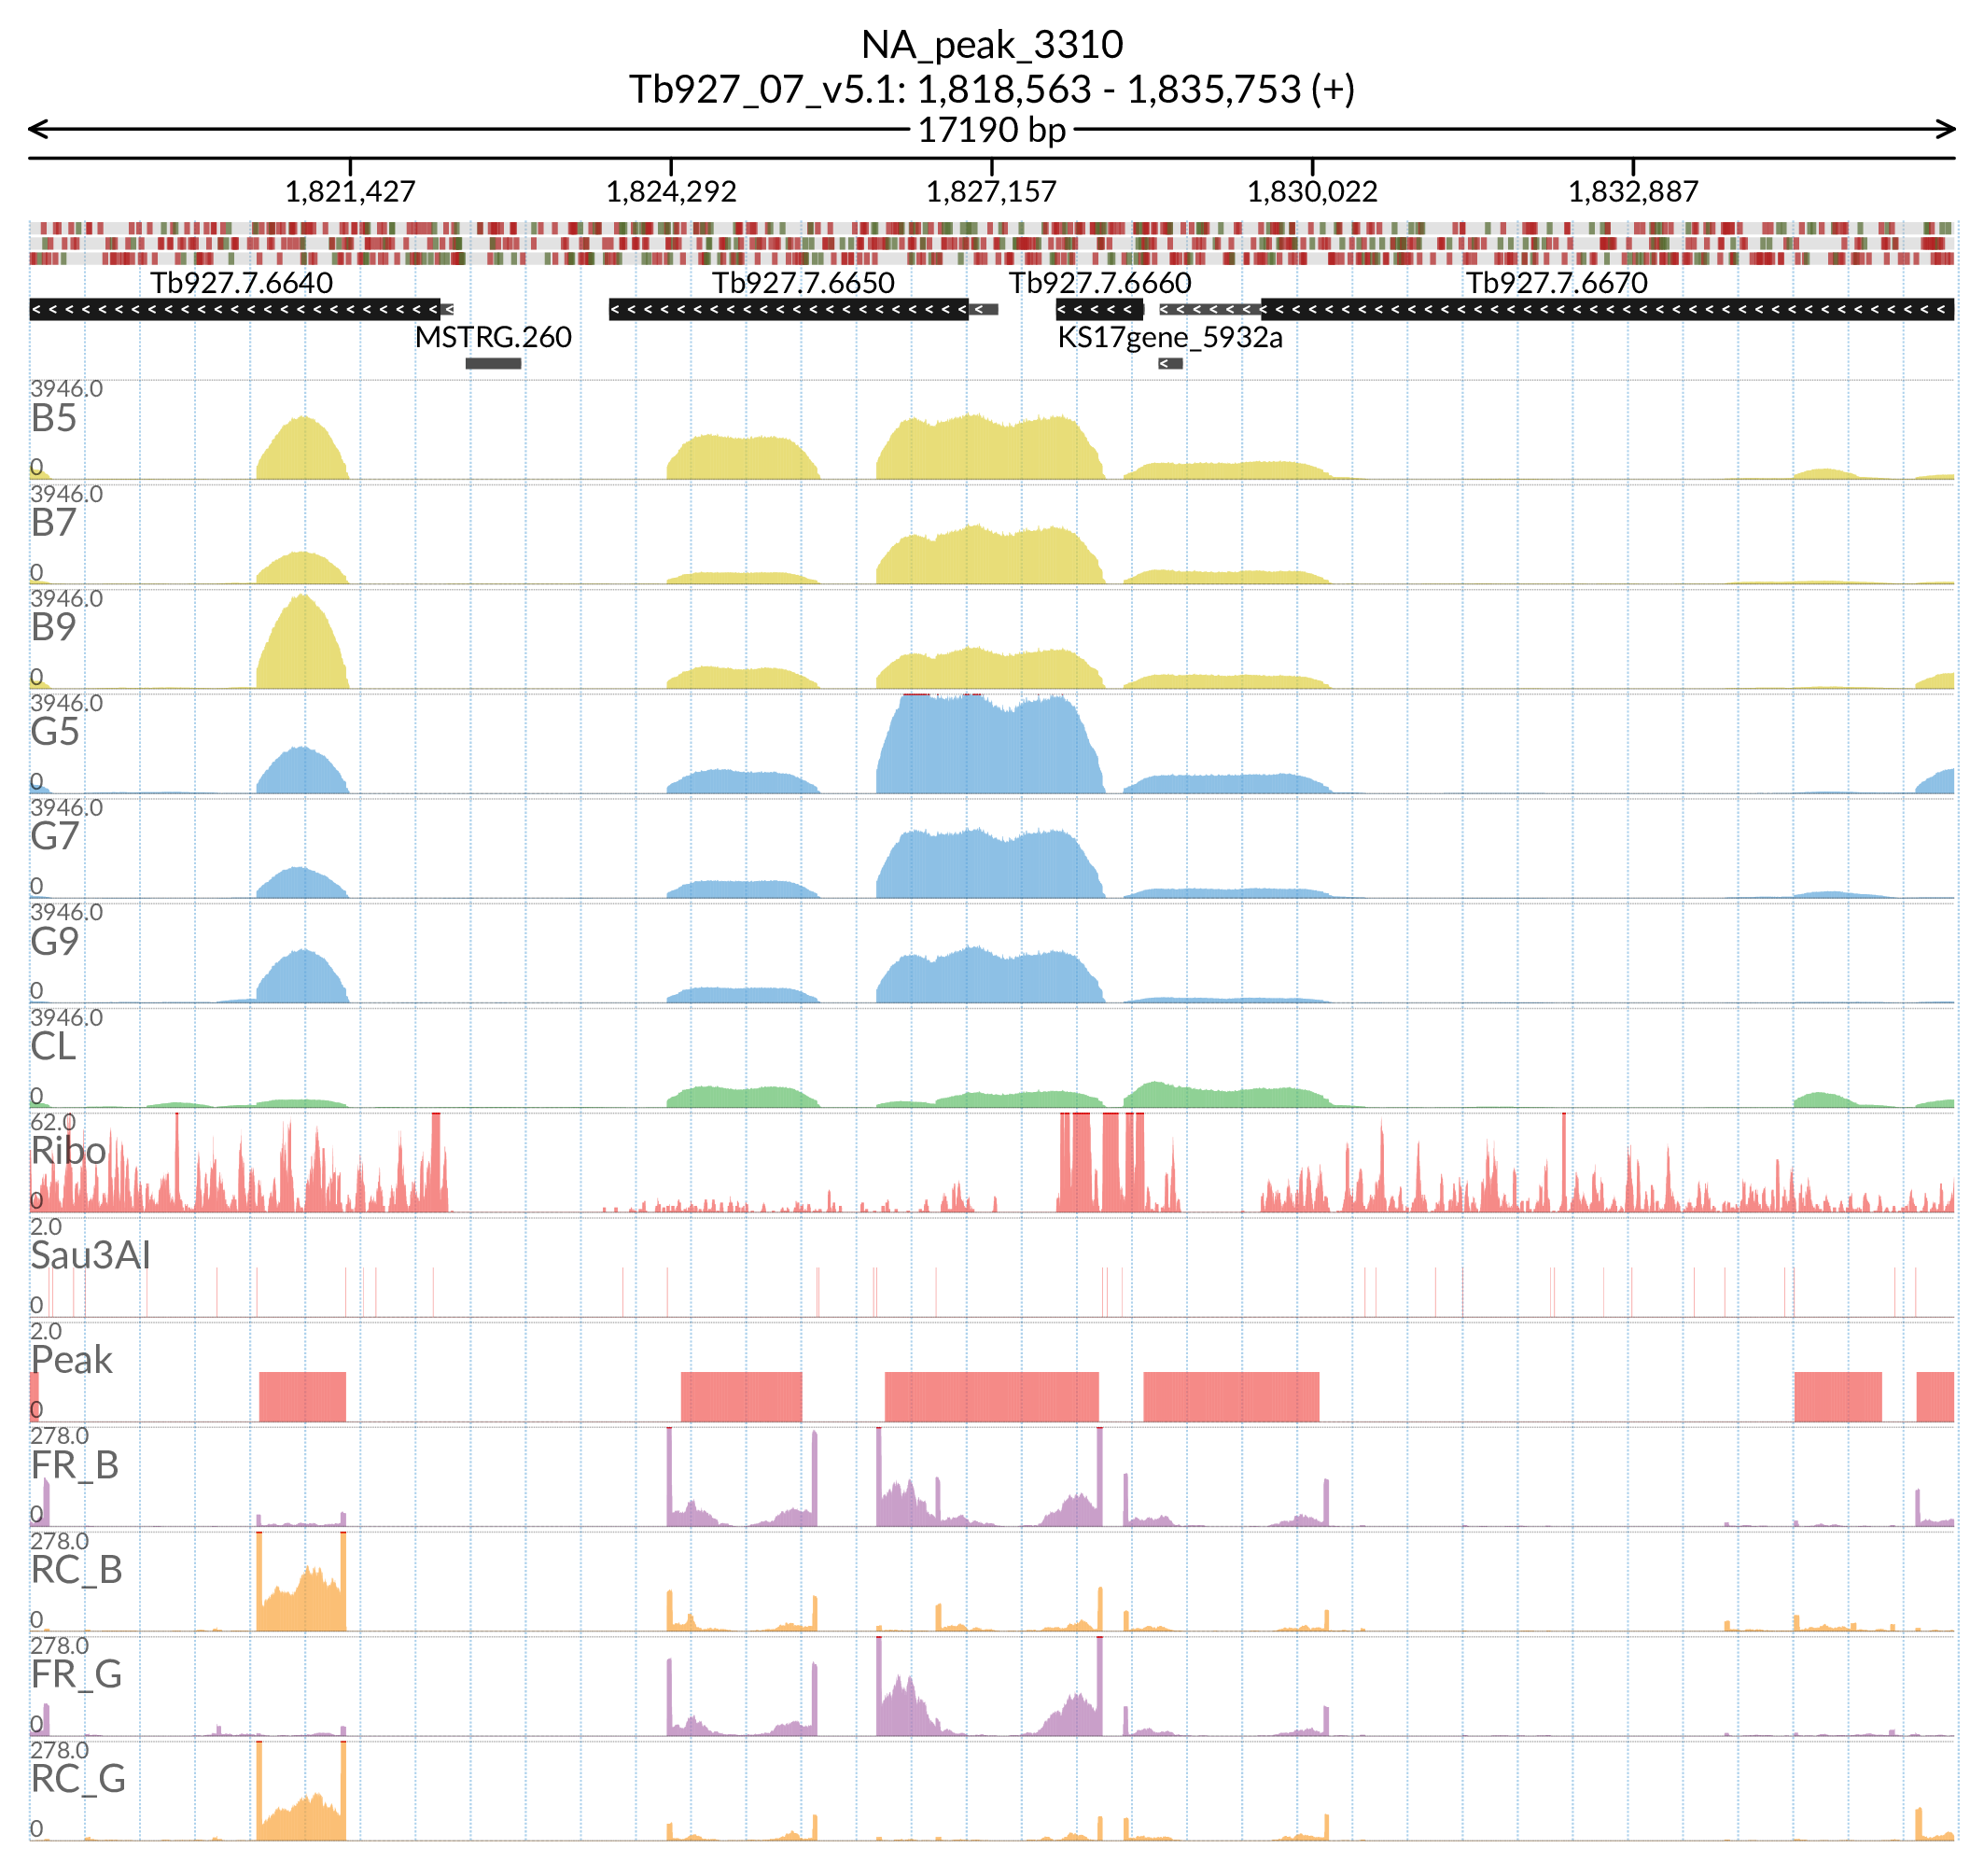 NA_peak_3310
Tb927_07_v5.1: 1,818,563 - 1,835,753 (+)
17190 bp
1,821,427 1,824,292 1,827,157 1,830,022 1,832,887
Tb927.7.6640 Tb927.7.6650 Tb927.7.6660 Tb927.7.6670
MSTRG.260 KS17gene_5932a
3946.0
B5
0
3946.0
B7
0
3946.0
B9
0
3946.0
G5
0
3946.0
G7
0
3946.0
G9
0
3946.0
CL
0
62.0
Ribo
0
2.0
Sau3AI
0
2.0
Peak
0
278.0
FR_B
0
278.0
RC_B
0
278.0
FR_G
0
278.0
RC_G
0